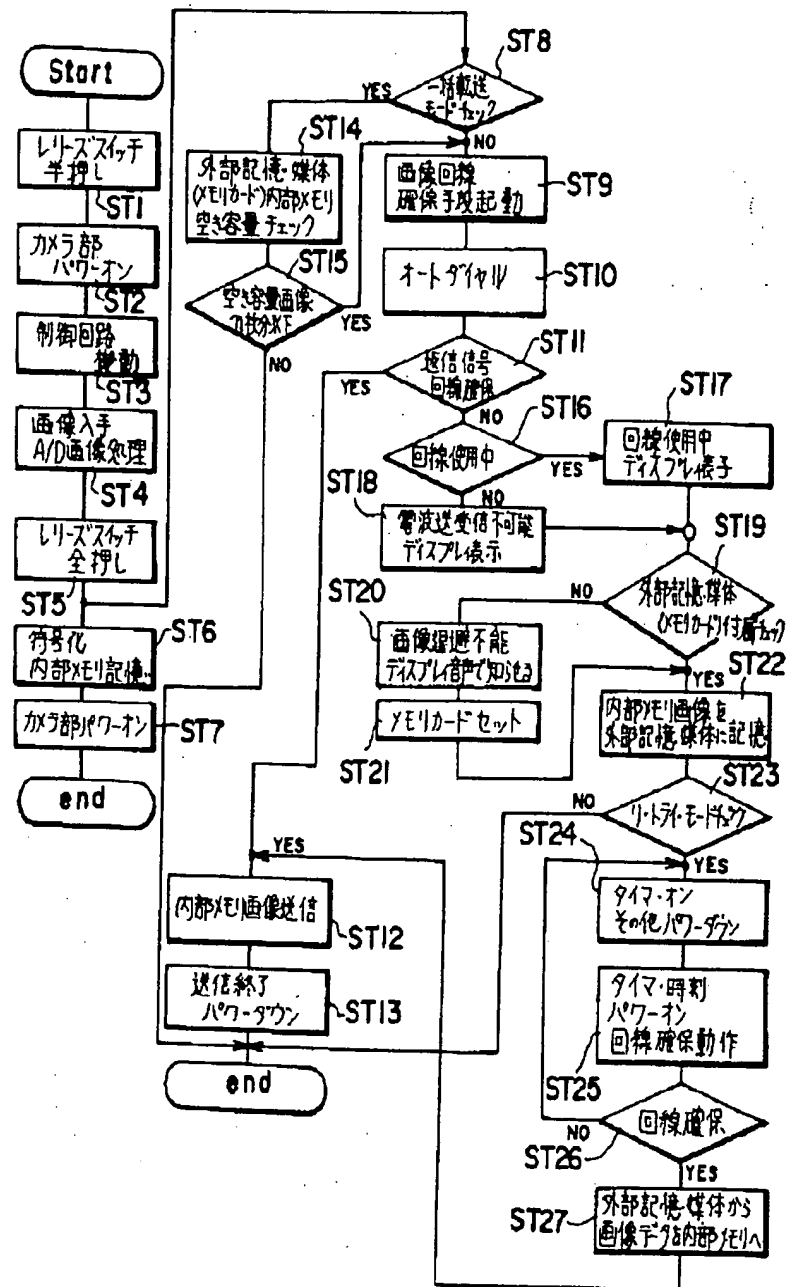 Start
レリーズスイッチ
半押し
ST1
カメラ部
パワーオン
ST2
制御回路
ST3
画像入手
A/D画像処理
ST4
レリーズスイッチ
全押し
ST5
符号化
内部メモリ記憶
ST6
カメラ部パワーオン
ST7
end
ST8
一括転送
モードチェック
YES
NO
ST14
外部記憶・媒体
(メモリカード)内部メモリ
空き容量チェック
ST15
空き容量画像
YES
NO
画像回線
確保手段起動
ST9
オートダイヤル
ST10
ST11
送信信号
回線確保
YES
NO
ST16
回線使用中
YES
NO
ST17
回線使用中
ディスプレイ表示
ST18
電波送受信不可能
ディスプレイ表示
ST19
外部記憶・媒体
(メモリカード)チェック
NO
YES
ST20
画像退避不能
ディスプレイ音声で知らせる
メモリカードセット
ST21
ST22
内部メモリ画像を
外部記憶・媒体に記憶
ST23
リ・トライ・モードチェック
NO
YES
ST24
タイマ・オン
その他パワーダウン
タイマ・時刻
パワーオン
回線確保動作
ST25
回線確保
NO
ST26
YES
ST27
外部記憶・媒体から
画像データを内部メモリへ
YES
内部メモリ画像送信
ST12
送信終了
パワーダウン
ST13
end